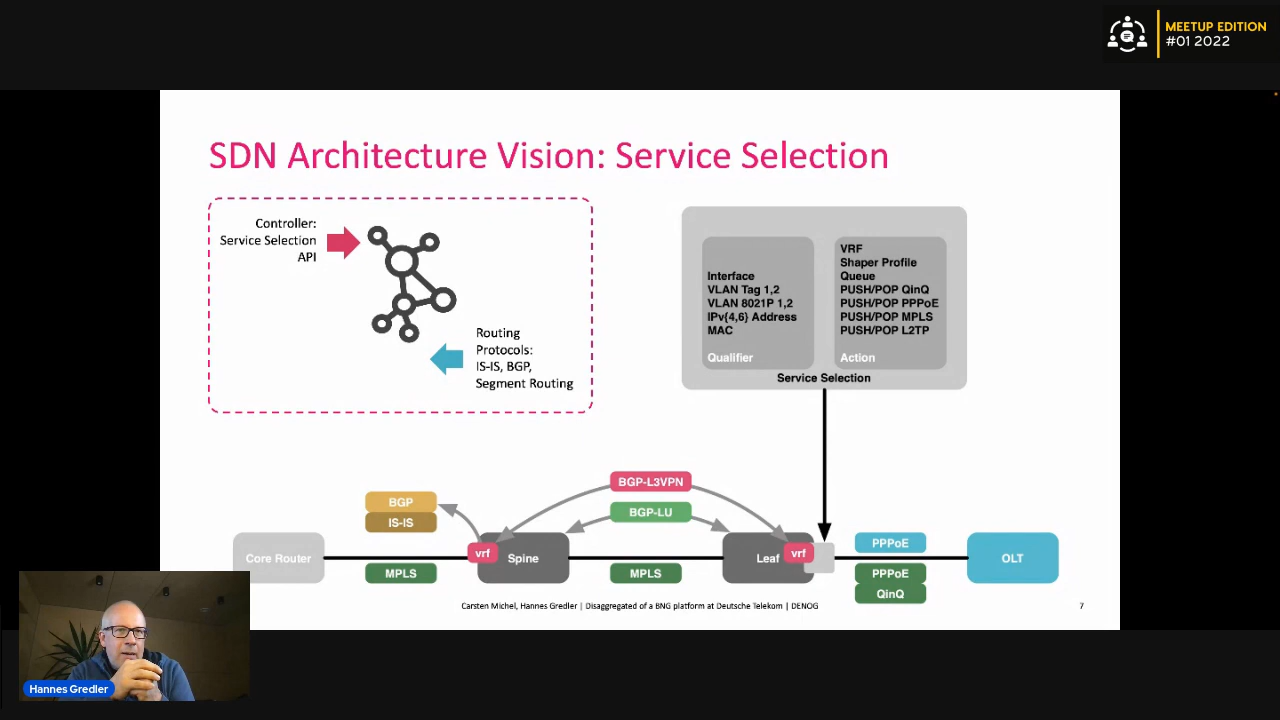 MEETUP EDITION
#01 2022
SDN Architecture Vision: Service Selection
Controller:
Service Selection
API
Routing
Protocols:
IS-IS, BGP,
Segment Routing
Interface
VLAN Tag 1,2
VLAN 8021P 1,2
IPv{4,6} Address
MAC
Qualifier
VRF
Shaper Profile
Queue
PUSH/POP QinQ
PUSH/POP PPPoE
PUSH/POP MPLS
PUSH/POP L2TP
Action
Service Selection
BGP-L3VPN
BGP
BGP-LU
IS-IS
Core Router
vrf
Spine
Leaf
vrf
PPPoE
OLT
MPLS
MPLS
PPPoE
QinQ
Carsten Michel, Hannes Gredler | Disaggregated of a BNG platform at Deutsche Telekom | DENOG
7
Hannes Gredler